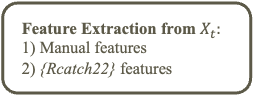 Feature Extraction from Xₜ:
1) Manual features
2) {Rcatch22} features